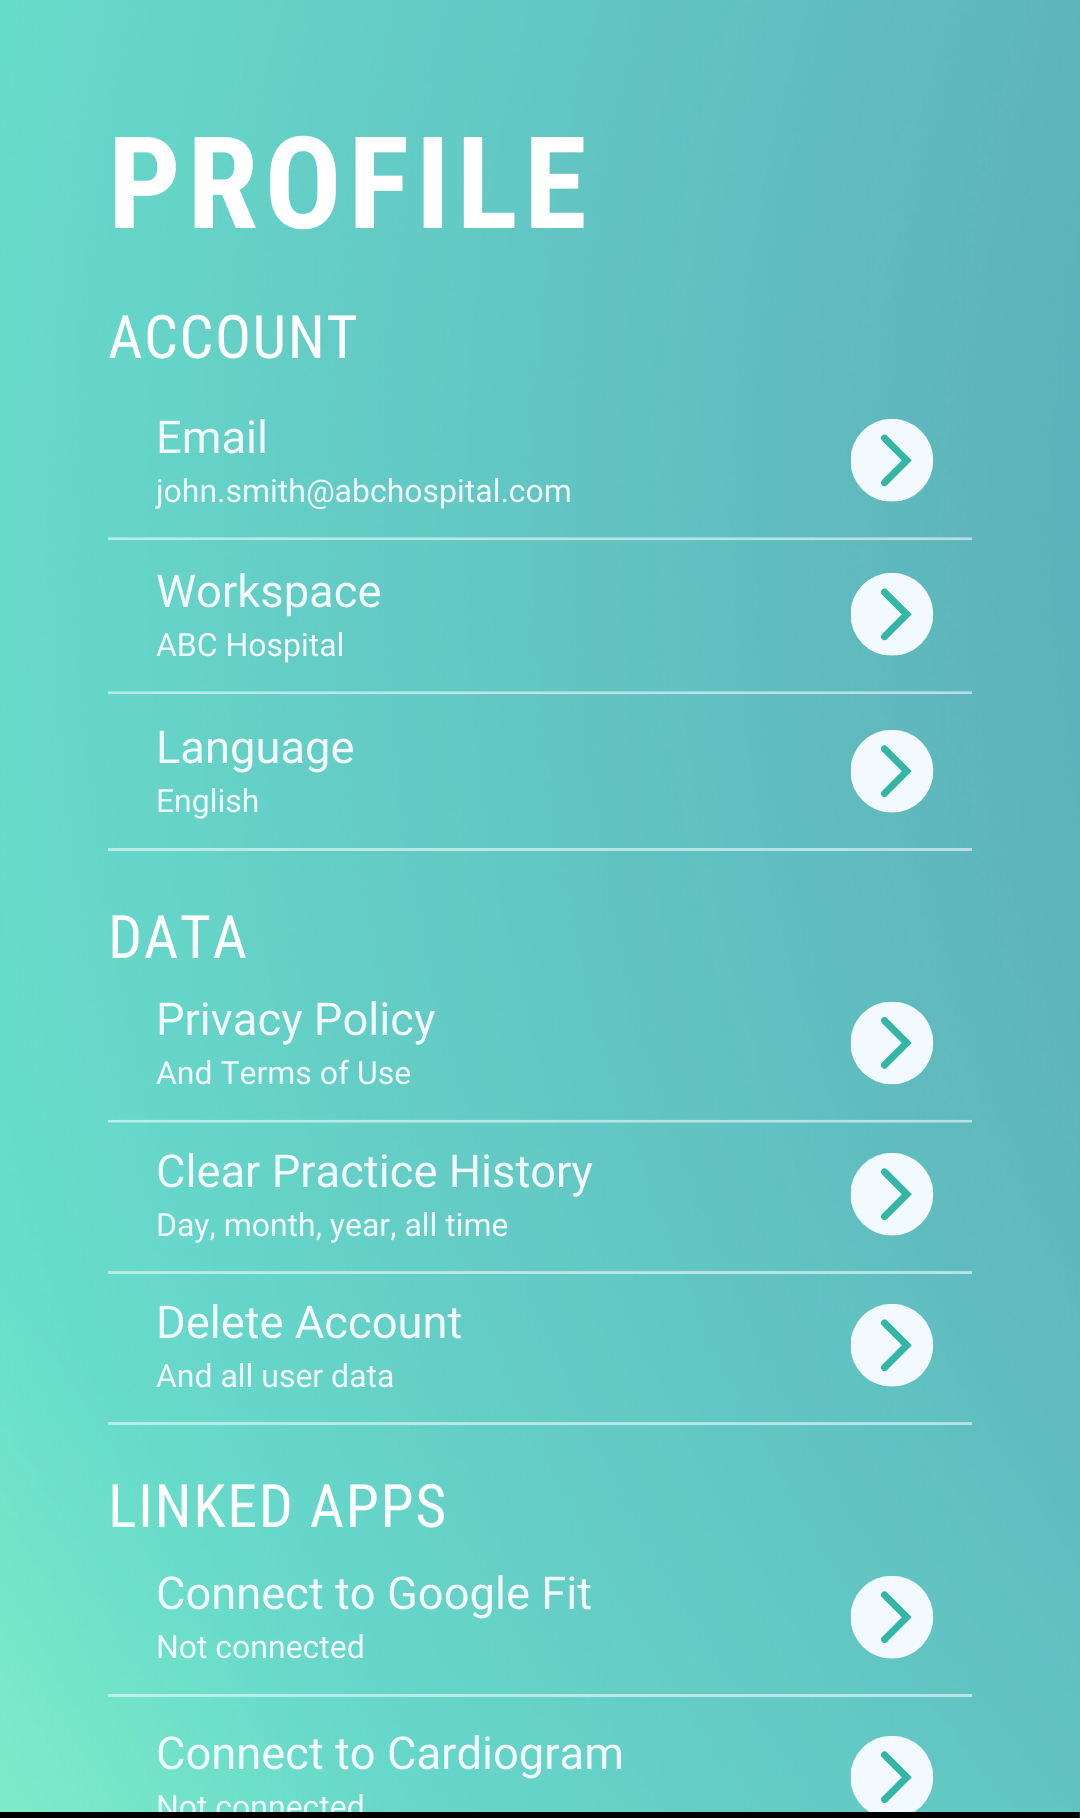 PROFILE
ACCOUNT
Email
john.smith@abchospital.com
Workspace
ABC Hospital
Language
English
DATA
Privacy Policy
And Terms of Use
Clear Practice History
Day, month, year, all time
Delete Account
And all user data
LINKED APPS
Connect to Google Fit
Not connected
Connect to Cardiogram
Not connected